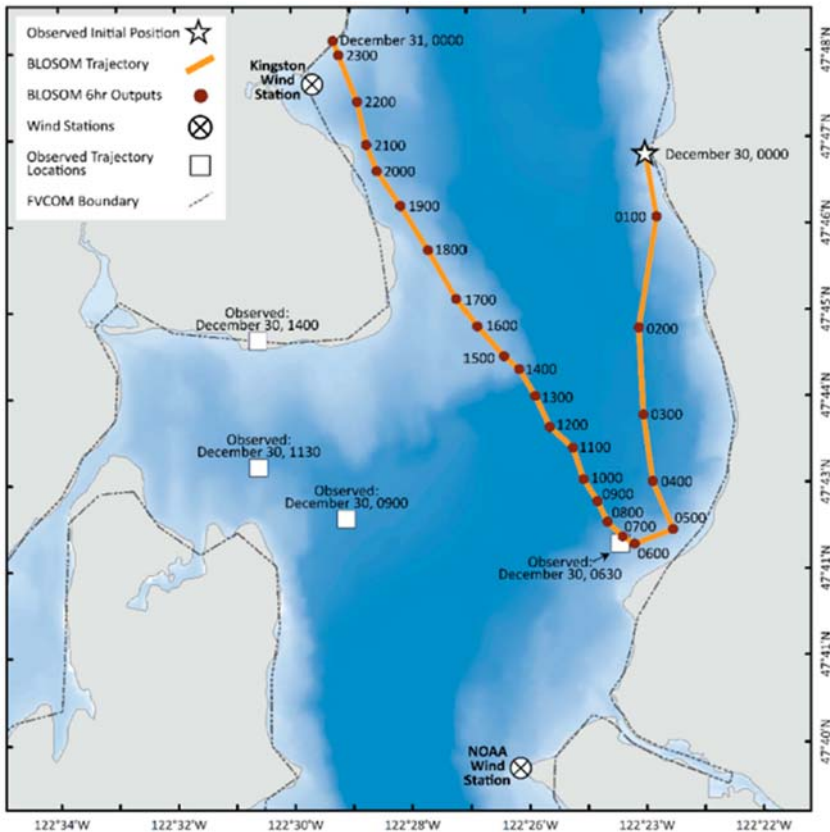 Observed Initial Position
BLOSOM Trajectory
BLOSOM 6hr Outputs
Wind Stations
Observed Trajectory
Locations
FVCOM Boundary
Kingston
Wind
Station
December 31, 0000
2300
2200
2100
2000
1900
1800
1700
1600
1500
1400
1300
1200
1100
1000
0900
0800
0700
0600
0500
0400
0300
0200
0100
December 30, 0000
Observed:
December 30, 1400
Observed:
December 30, 1130
Observed:
December 30, 0900
Observed:
December 30, 0630
NOAA
Wind
Station
47°48'N
47°47'N
47°46'N
47°45'N
47°44'N
47°43'N
47°41'N
47°41'N
47°40'N
122°34'W
122°32'W
122°30'W
122°28'W
122°26'W
122°23'W
122°22'W